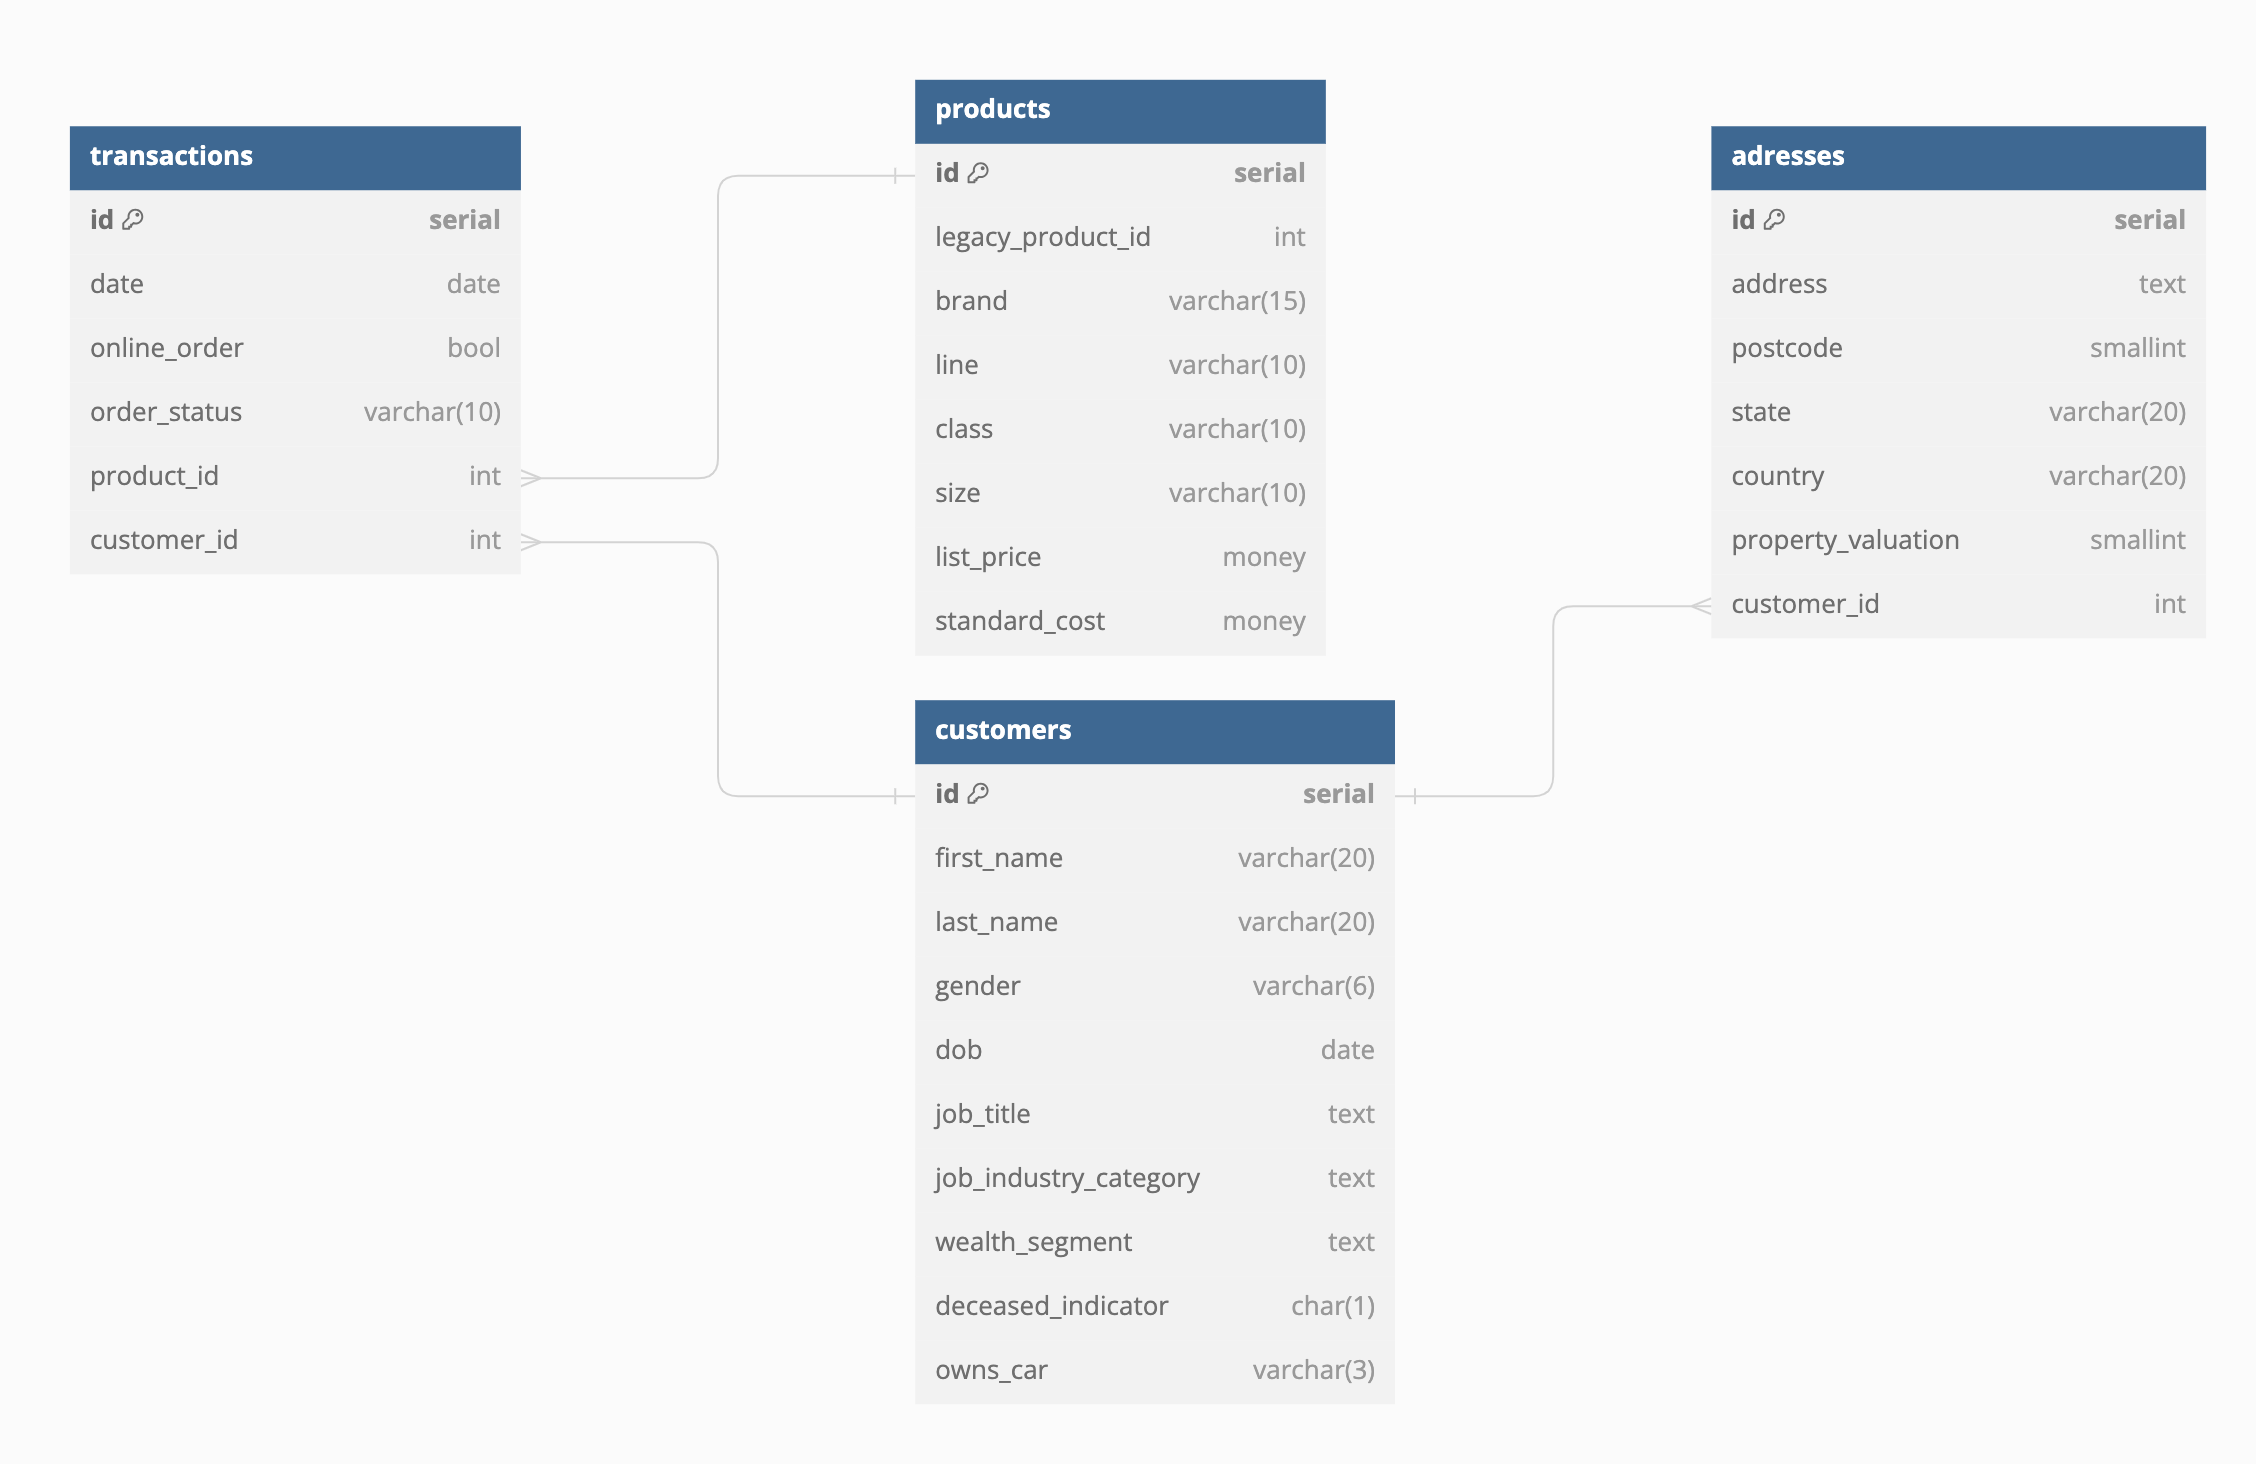 transactions
id serial
date date
online_order bool
order_status varchar(10)
product_id int
customer_id int
products
id serial
legacy_product_id int
brand varchar(15)
line varchar(10)
class varchar(10)
size varchar(10)
list_price money
standard_cost money
customers
id serial
first_name varchar(20)
last_name varchar(20)
gender varchar(6)
dob date
job_title text
job_industry_category text
wealth_segment text
deceased_indicator char(1)
owns_car varchar(3)
adresses
id serial
address text
postcode smallint
state varchar(20)
country varchar(20)
property_valuation smallint
customer_id int